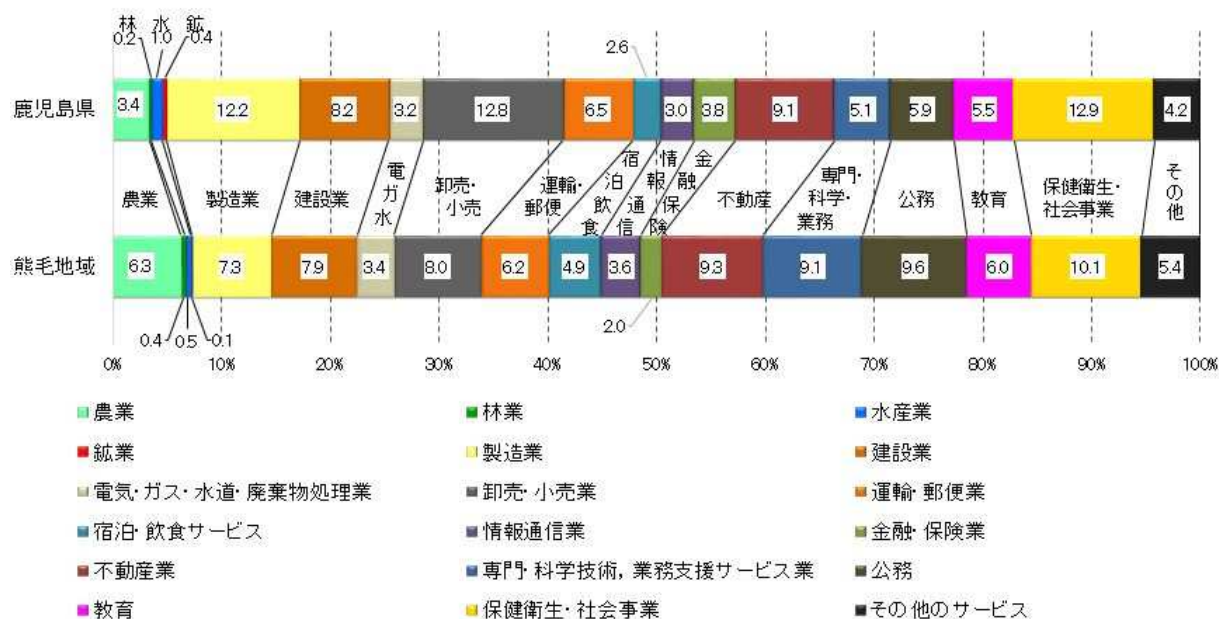 林 水 鉱
0.2 1.0 0.4
2.6
鹿児島県 3.4 12.2 8.2 3.2 12.8 6.5 3.0 3.8 9.1 5.1 5.9 5.5 12.9 4.2
農業
製造業
建設業
電ガ水
卸売・
小売
運輸・
郵便
宿泊飲食
情報通信
金融保険
不動産
専門・
科学・
業務
公務
教育
保健衛生・
社会事業
その他
熊毛地域 6.3 7.3 7.9 3.4 8.0 6.2 4.9 3.6 9.3 9.1 9.6 6.0 10.1 5.4
0.4 0.5 0.1
2.0
0% 10% 20% 30% 40% 50% 60% 70% 80% 90% 100%
農業 林業 水産業
鉱業 製造業 建設業
電気・ガス・水道・廃棄物処理業 卸売・小売業 運輸・郵便業
宿泊・飲食サービス 情報通信業 金融・保険業
不動産業 専門・科学技術，業務支援サービス業 公務
教育 保健衛生・社会事業 その他のサービス